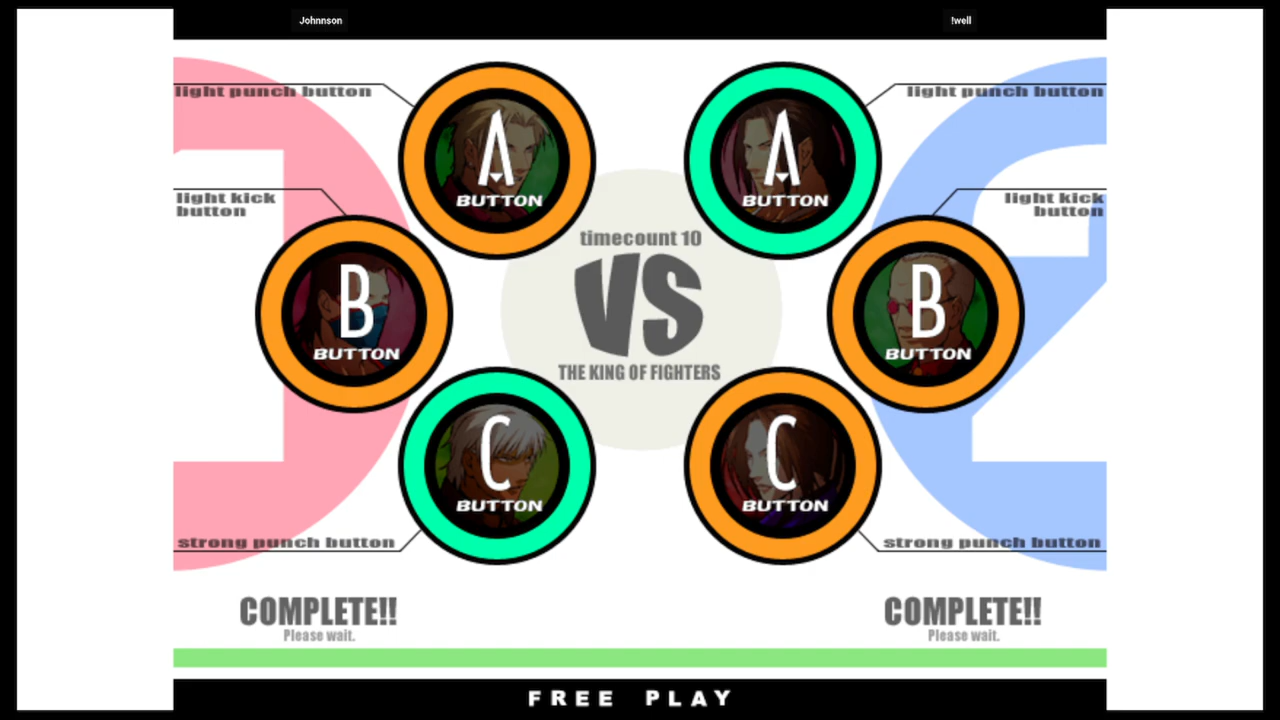 Johnnson
!well
light punch button
light punch button
A
BUTTON
A
BUTTON
light kick
button
light kick
button
B
BUTTON
B
BUTTON
timecount 10
VS
THE KING OF FIGHTERS
C
BUTTON
C
BUTTON
strong punch button
strong punch button
COMPLETE!!
Please wait.
COMPLETE!!
Please wait.
FREE PLAY
1
2